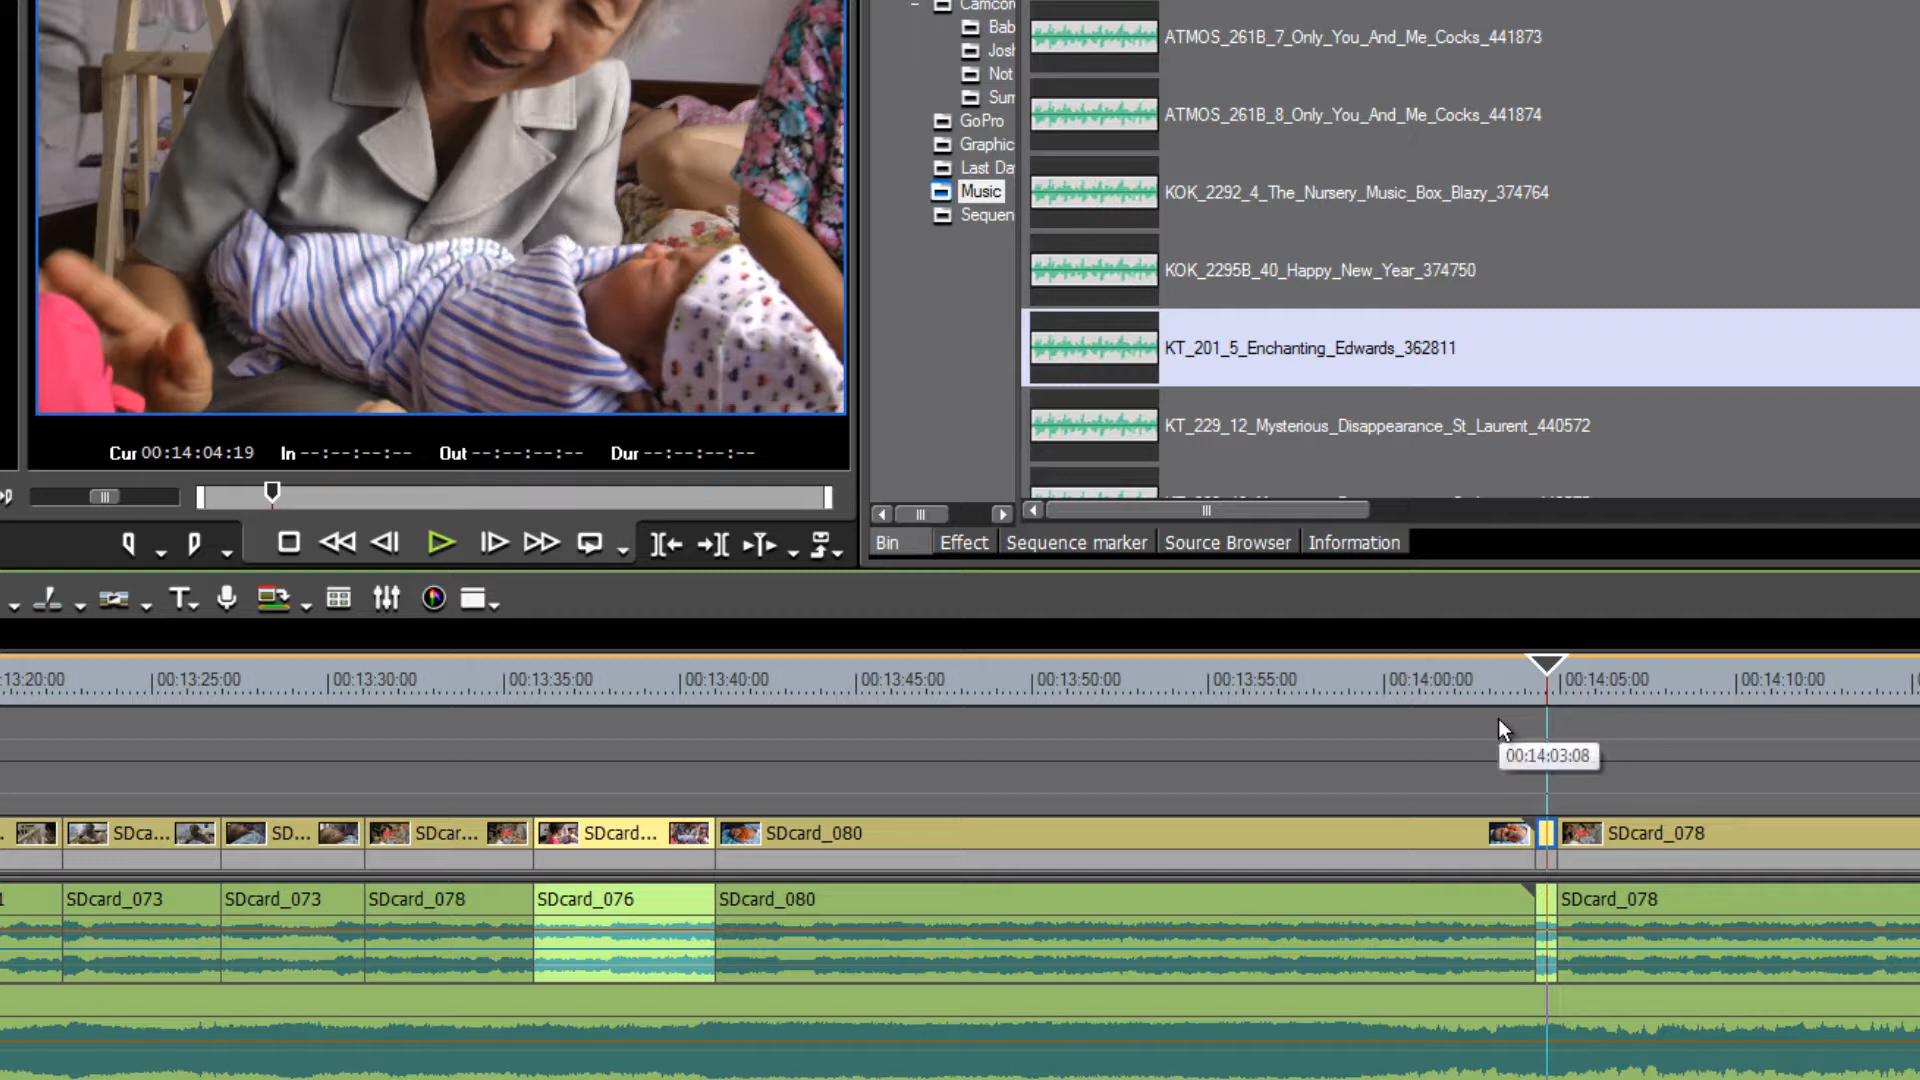 Camcor
Bab
Josh
Not
Sum
GoPro
Graphic
Last Da
Music
Sequen
ATMOS_261B_7_Only_You_And_Me_Cocks_441873
ATMOS_261B_8_Only_You_And_Me_Cocks_441874
KOK_2292_4_The_Nursery_Music_Box_Blazy_374764
KOK_2295B_40_Happy_New_Year_374750
KT_201_5_Enchanting_Edwards_362811
KT_229_12_Mysterious_Disappearance_St_Laurent_440572
Cur 00:14:04:19 In --:--:--:-- Out --:--:--:-- Dur --:--:--:--
Bin Effect Sequence marker Source Browser Information
:13:20:00 00:13:25:00 00:13:30:00 00:13:35:00 00:13:40:00 00:13:45:00 00:13:50:00 00:13:55:00 00:14:00:00 00:14:05:00 00:14:10:00
00:14:03:08
SDca... SD... SDcar... SDcard... SDcard_080 SDcard_078
SDcard_073 SDcard_073 SDcard_078 SDcard_076 SDcard_080 SDcard_078